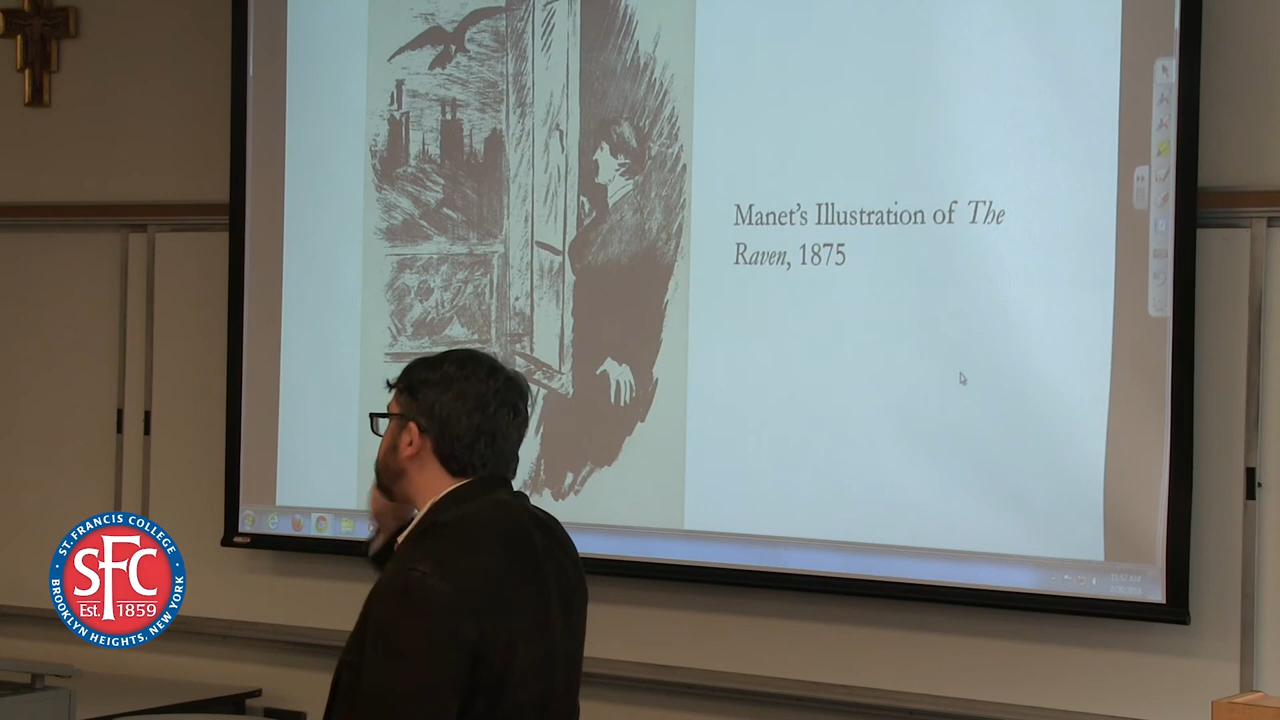 Manet's Illustration of The
Raven, 1875
ST. FRANCIS COLLEGE
SFC
Est. 1859
BROOKLYN HEIGHTS, NEW YORK